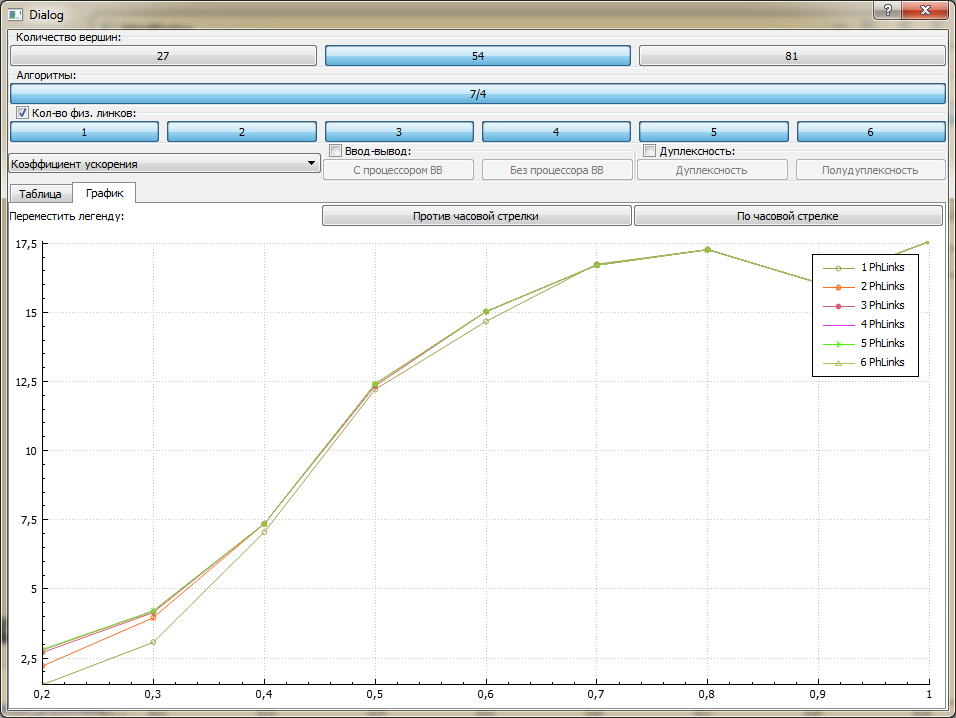 Dialog
Количество вершин:
27 54 81
Алгоритмы:
7/4
Кол-во физ. линков:
1 2 3 4 5 6
Коэффициент ускорения
Ввод-вывод:
Дуплексность:
С процессором ВВ Без процессора ВВ Дуплексность Полудуплексность
Таблица График
Переместить легенду:
Против часовой стрелки По часовой стрелке
17,5
15
12,5
10
7,5
5
2,5
1 PhLinks
2 PhLinks
3 PhLinks
4 PhLinks
5 PhLinks
6 PhLinks
0,2 0,3 0,4 0,5 0,6 0,7 0,8 0,9 1